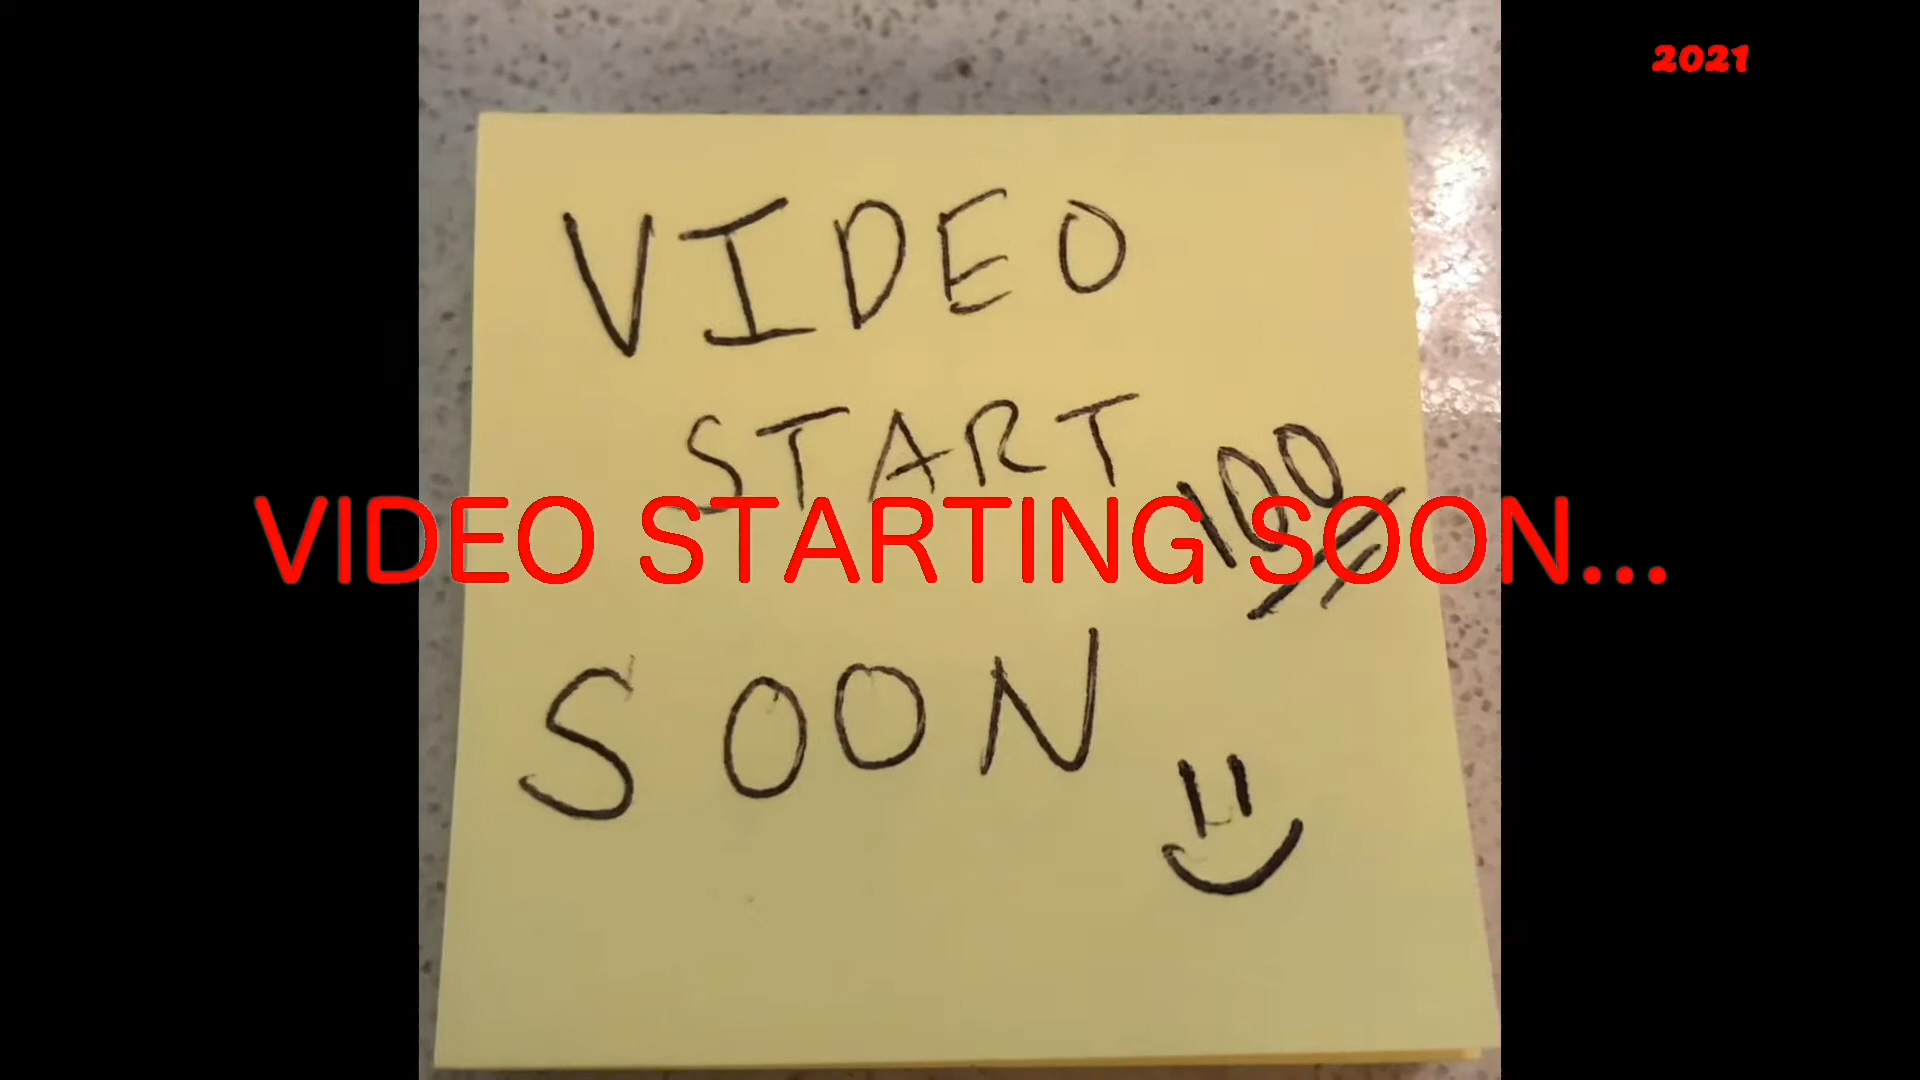 2021
VIDEO
START
100
VIDEO STARTING SOON...
SOON